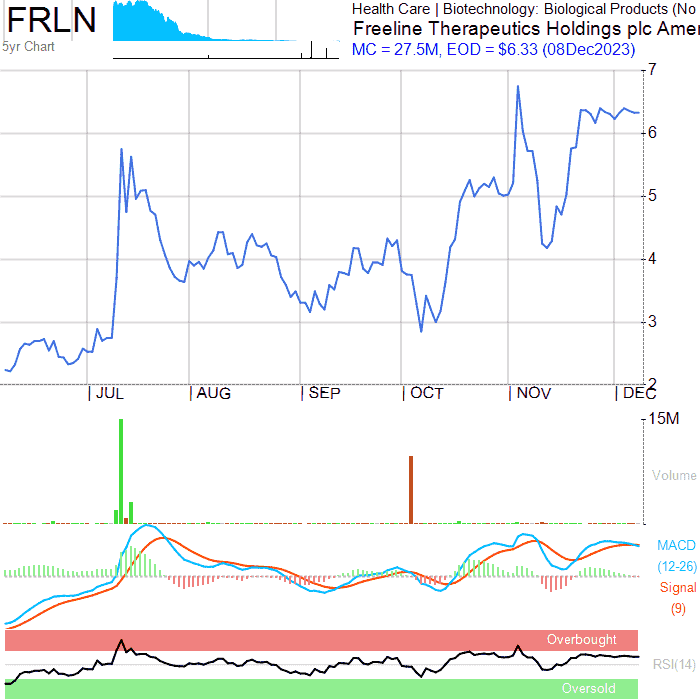 FRLN
5yr Chart
Health Care | Biotechnology: Biological Products (No
Freeline Therapeutics Holdings plc Amer
MC = 27.5M, EOD = $6.33 (08Dec2023)
7
6
5
4
3
2
JUL AUG SEP OCT NOV DEC
15M
Volume
MACD
(12-26)
Signal
(9)
Overbought
RSI(14)
Oversold